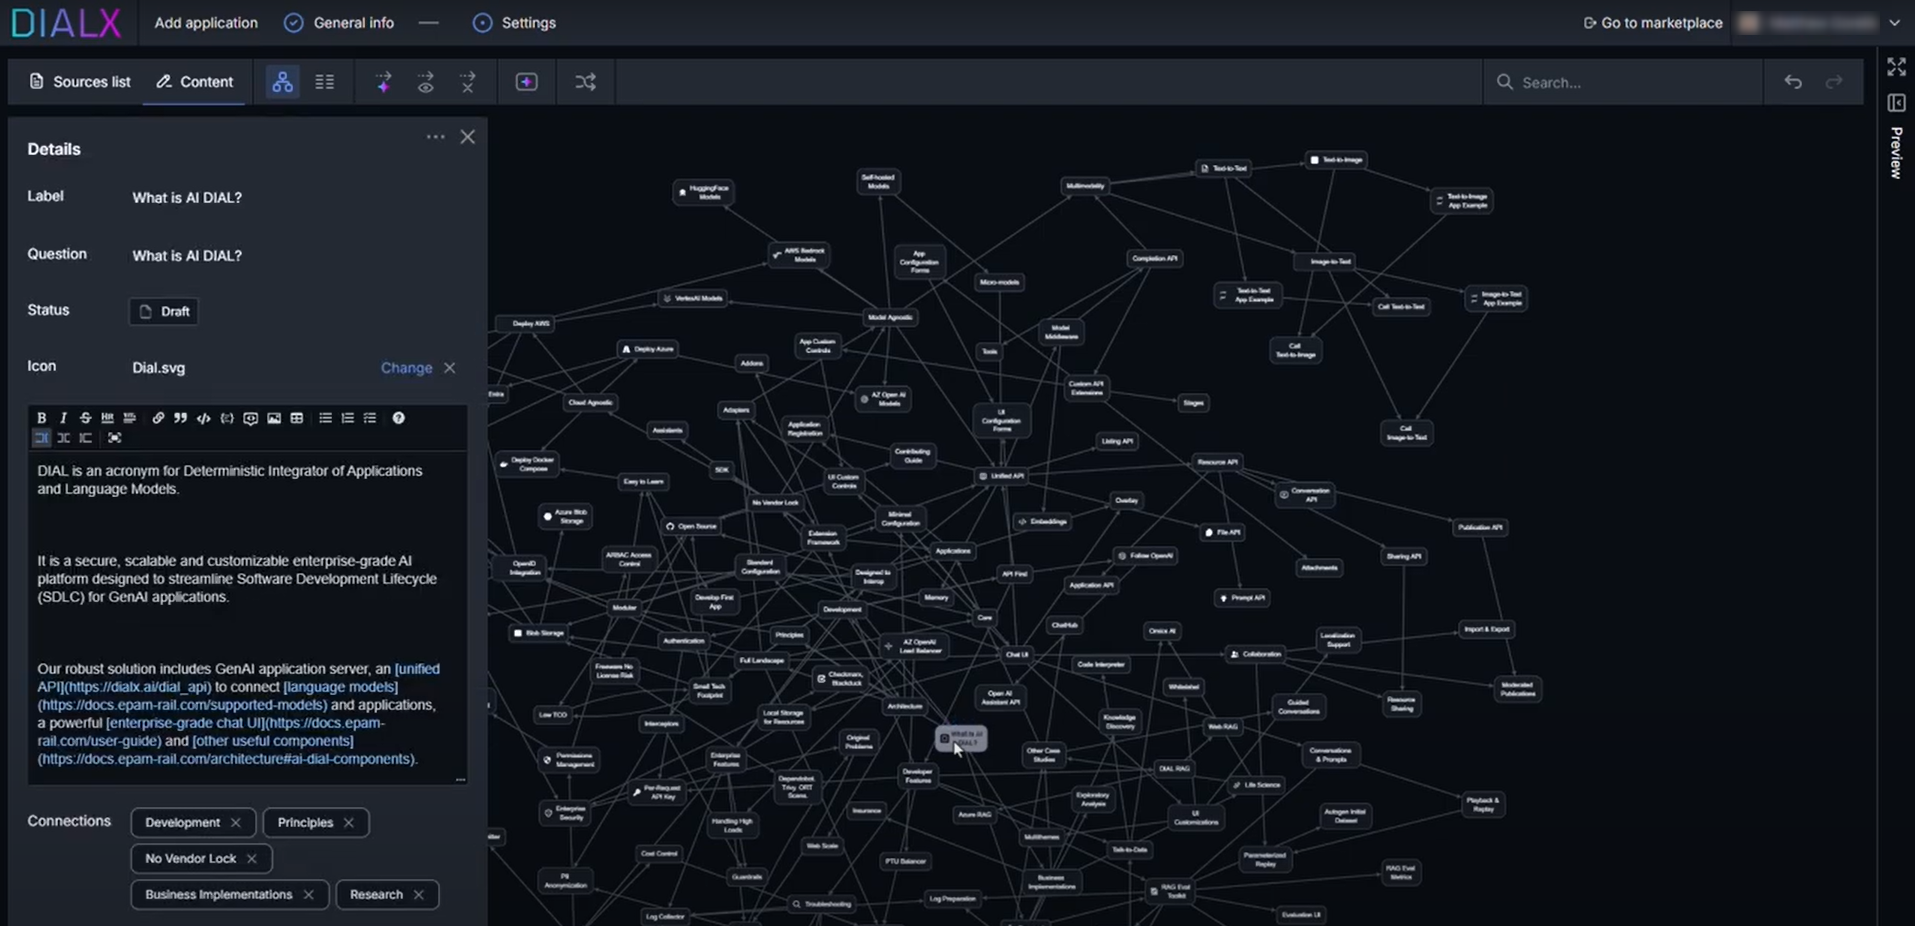 DIALX
Add application
General info
Settings
Go to marketplace
Sources list
Content
Search...
Preview
Details
Label
What is AI DIAL?
Question
What is AI DIAL?
Status
Draft
Icon
Dial.svg
Change
DIAL is an acronym for Deterministic Integrator of Applications
and Language Models.
It is a secure, scalable and customizable enterprise-grade AI
platform designed to streamline Software Development Lifecycle
(SDLC) for GenAI applications.
Our robust solution includes GenAI application server, an [unified
API](https://dialx.ai/dial_api) to connect [language models]
(https://docs.epam-rail.com/supported-models) and applications,
a powerful [enterprise-grade chat UI](https://docs.epam-
rail.com/user-guide) and [other useful components]
(https://docs.epam-rail.com/architecture#ai-dial-components).
Connections
Development
Principles
No Vendor Lock
Business Implementations
Research
HuggingFace
Models
Self-hosted
Models
Multimodality
Text-to-Text
Text-to-Image
Text-to-Image
App Example
AWS Bedrock
Models
App
Configuration
Forms
Completion API
Image-to-Text
Micro-models
VertexAI Models
Text-to-Text
App Example
Call Text-to-Text
Image-to-Text
App Example
Deploy AWS
Model Agnostic
Model
Middleware
App Custom
Controls
Deploy Azure
Addons
Tools
Call
Text-to-Image
Custom API
Extensions
Extra
Cloud Agnostic
AZ Open AI
Models
Stages
Adapters
UI
Configuration
Forms
Assistants
Application
Registration
Call
Image-to-Text
Listing API
Contributing
Guide
Deploy Docker
Compose
SDK
Resource API
Easy to Learn
UI Custom
Controls
Unified API
Conversation
API
No Vendor Lock
Overlay
Azure Blob
Storage
Open Source
Minimal
Configuration
Embeddings
Publication API
File API
Extension
Framework
ABBAC Access
Control
Applications
Follow OpenAI
Sharing API
OpenID
Integration
Standard
Configuration
Designed to
Interop
API First
Attachments
Application API
Develop First
App
Memory
Prompt API
Modular
Development
Core
ChatHub
Blob Storage
Authentication
Principles
AZ OpenAI
Load Balancer
Omics AI
Localization
Support
Import & Export
Full Landscape
Chat UI
Collaboration
Freeware No
License Risk
Code Interpreter
Checkmarx,
Blackduck
Small Tech
Footprint
Open AI
Assistant API
Whitelabel
Moderated
Publications
Low TCO
Interceptors
Local Storage
for Resources
Architecture
Knowledge
Discovery
Guided
Conversations
Resource
Sharing
Web RAG
What is AI
DIAL?
Original
Problems
Permissions
Management
Enterprise
Features
Other Case
Studies
Conversations
& Prompts
DIAL RAG
Developer
Features
Per-Request
API Key
Dependabot,
Trivy, ORT
Scans.
Life Science
Enterprise
Security
Insurance
Azure RAG
Exploratory
Analysis
UI
Customizations
Autogen Initial
Dataset
Playback &
Replay
Handling High
Loads
Multithemes
Web Scale
Cost Control
Talk-to-Data
Parameterized
Replay
PTU Balancer
PII
Anonymization
Guardrails
Business
Implementations
RAG Eval
Toolkit
RAG Eval
Metrics
Log Collector
Troubleshooting
Log Preparation
Evaluation UI